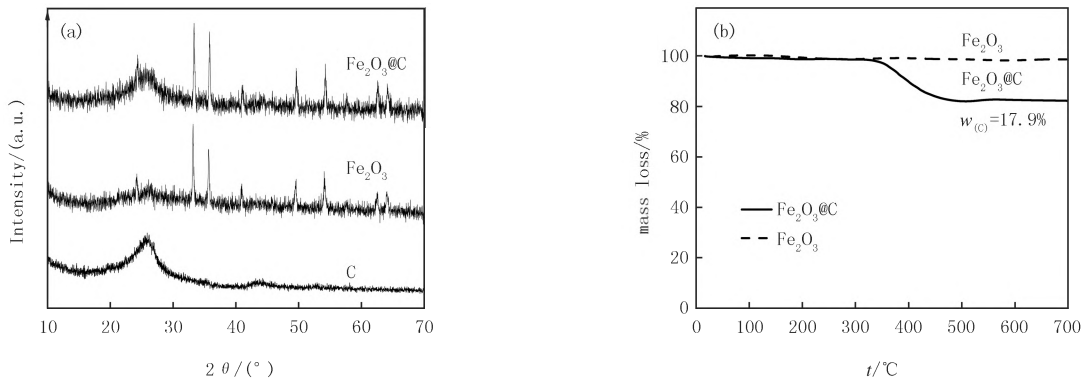 (a)
Fe₂O₃@C
Fe₂O₃
C
Intensity/(a.u.)
10 20 30 40 50 60 70
2θ/(°)
(b)
Fe₂O₃
Fe₂O₃@C
w(C)=17.9%
Fe₂O₃@C
Fe₂O₃
mass loss/%
100
80
60
40
20
0
0 100 200 300 400 500 600 700
t/℃